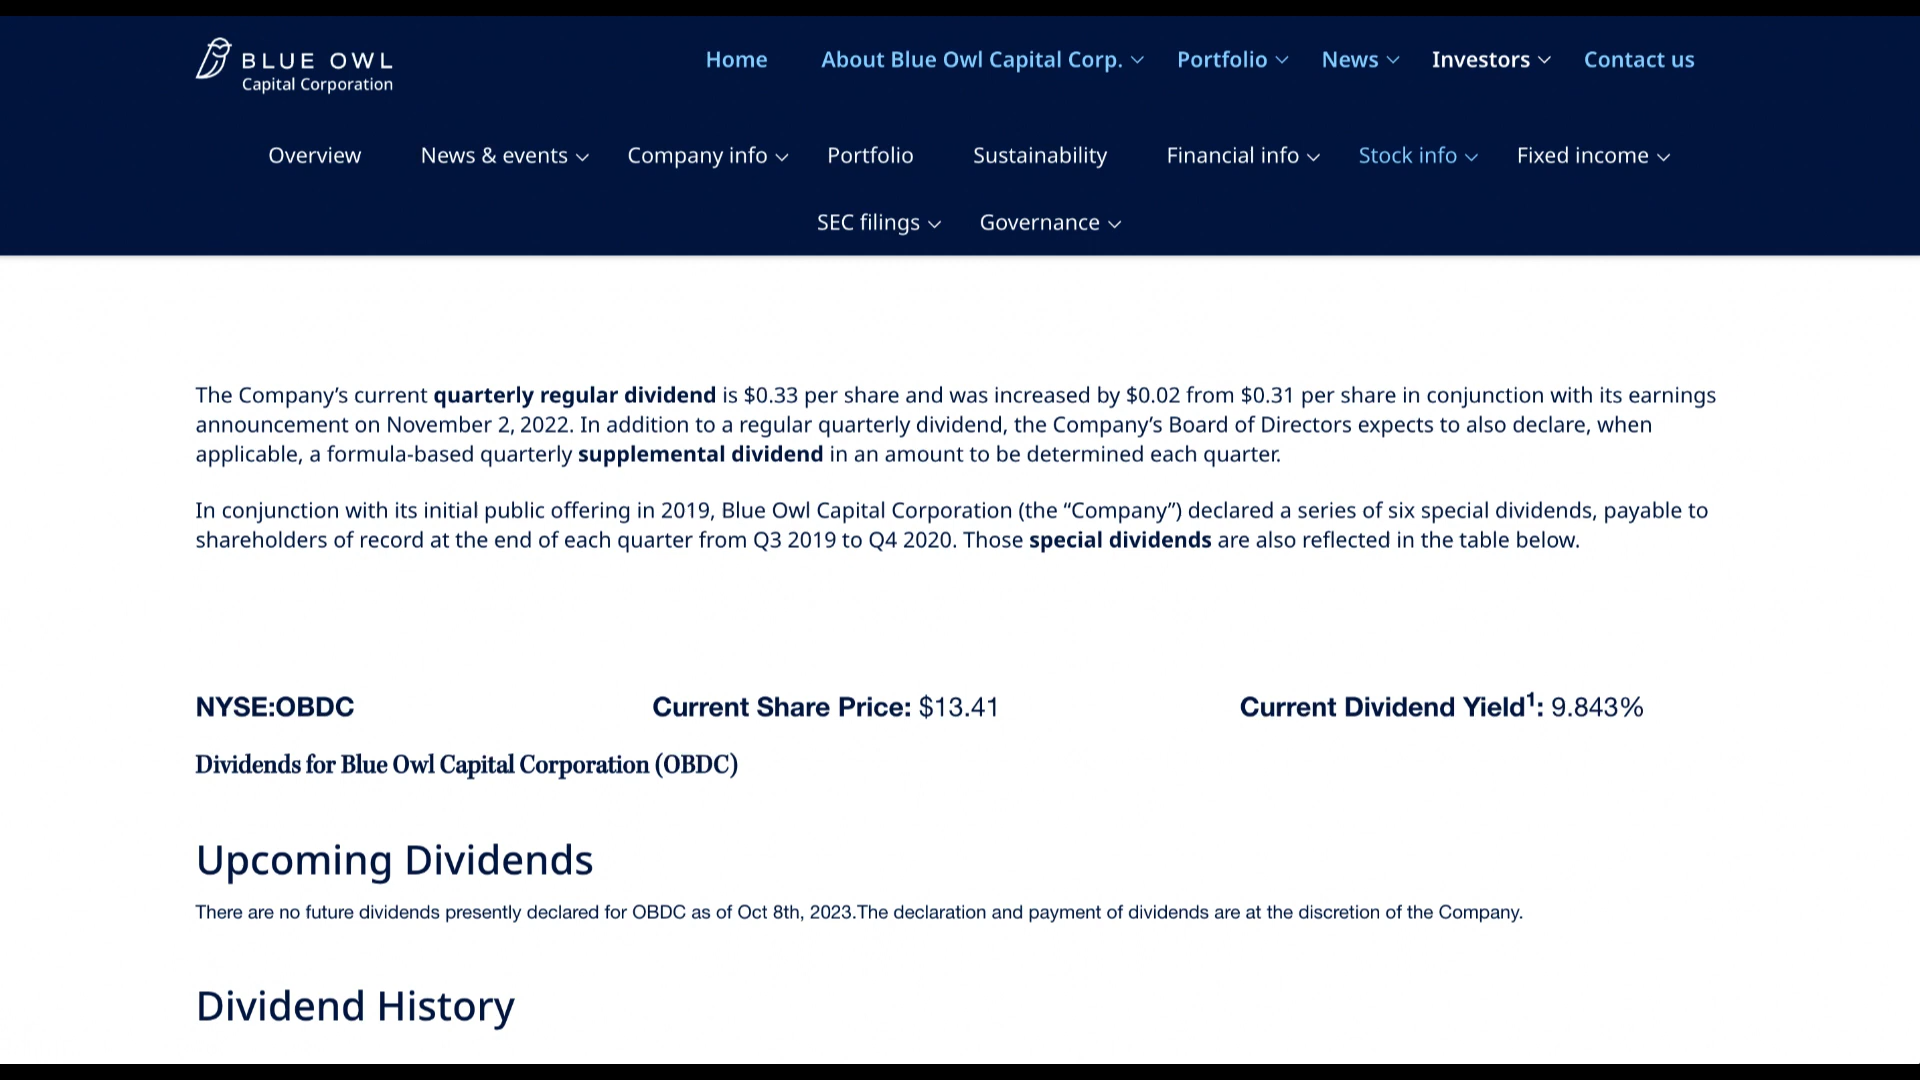 BLUE OWL
Capital Corporation
Home About Blue Owl Capital Corp. Portfolio News Investors Contact us
Overview News & events Company info Portfolio Sustainability Financial info Stock info Fixed income
SEC filings Governance
The Company’s current quarterly regular dividend is $0.33 per share and was increased by $0.02 from $0.31 per share in conjunction with its earnings
announcement on November 2, 2022. In addition to a regular quarterly dividend, the Company’s Board of Directors expects to also declare, when
applicable, a formula-based quarterly supplemental dividend in an amount to be determined each quarter.
In conjunction with its initial public offering in 2019, Blue Owl Capital Corporation (the “Company”) declared a series of six special dividends, payable to
shareholders of record at the end of each quarter from Q3 2019 to Q4 2020. Those special dividends are also reflected in the table below.
NYSE:OBDC Current Share Price: $13.41 Current Dividend Yield¹: 9.843%
Dividends for Blue Owl Capital Corporation (OBDC)
Upcoming Dividends
There are no future dividends presently declared for OBDC as of Oct 8th, 2023.The declaration and payment of dividends are at the discretion of the Company.
Dividend History